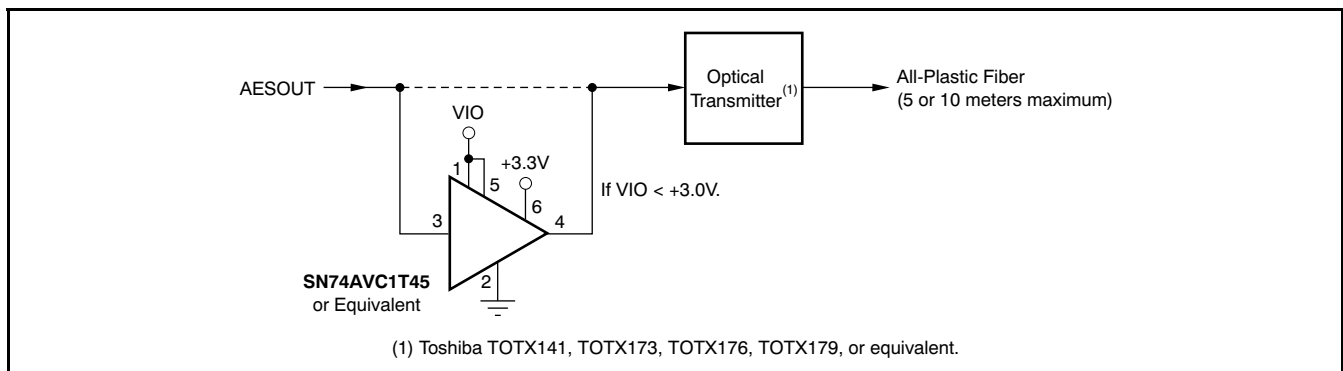 AESOUT
Optical
Transmitter(1)
All-Plastic Fiber
(5 or 10 meters maximum)
VIO
+3.3V
1
5
6
If VIO < +3.0V.
3
4
2
SN74AVC1T45
or Equivalent
(1) Toshiba TOTX141, TOTX173, TOTX176, TOTX179, or equivalent.